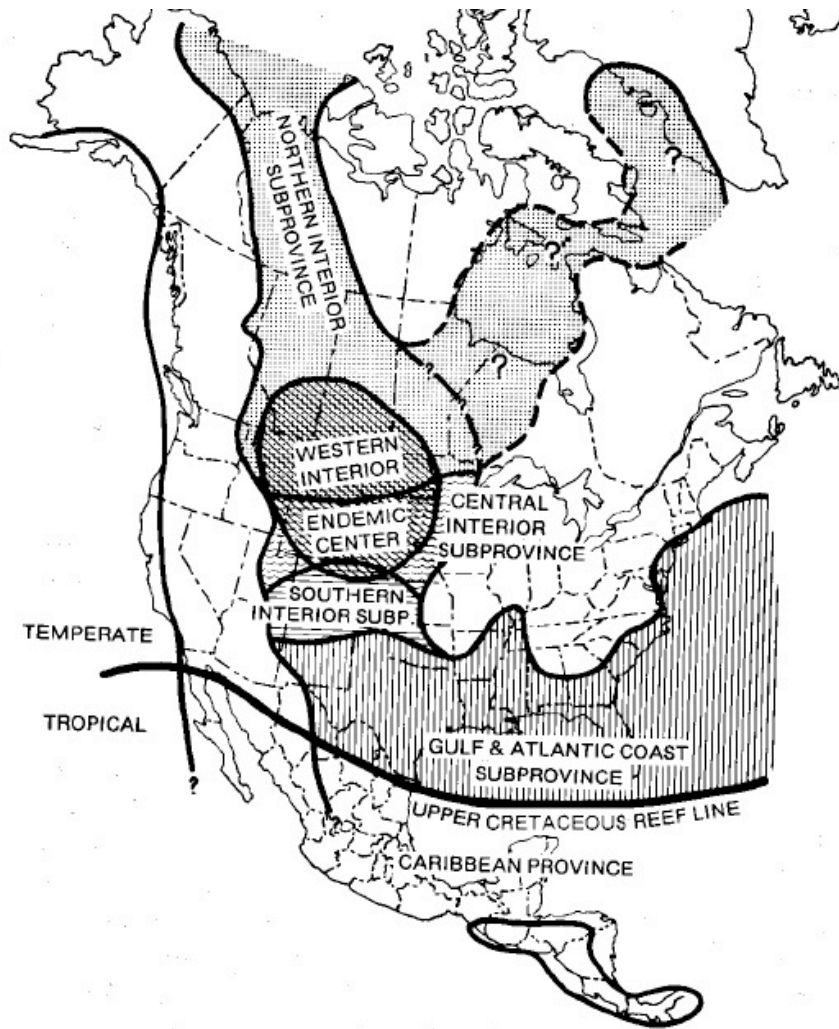 NORTHERN INTERIOR
SUBPROVINCE
?
?
?
WESTERN
INTERIOR
ENDEMIC
CENTER
CENTRAL
INTERIOR
SUBPROVINCE
SOUTHERN
INTERIOR SUBP.
TEMPERATE
TROPICAL
GULF & ATLANTIC COAST
SUBPROVINCE
?
UPPER CRETACEOUS REEF LINE
?
CARIBBEAN PROVINCE